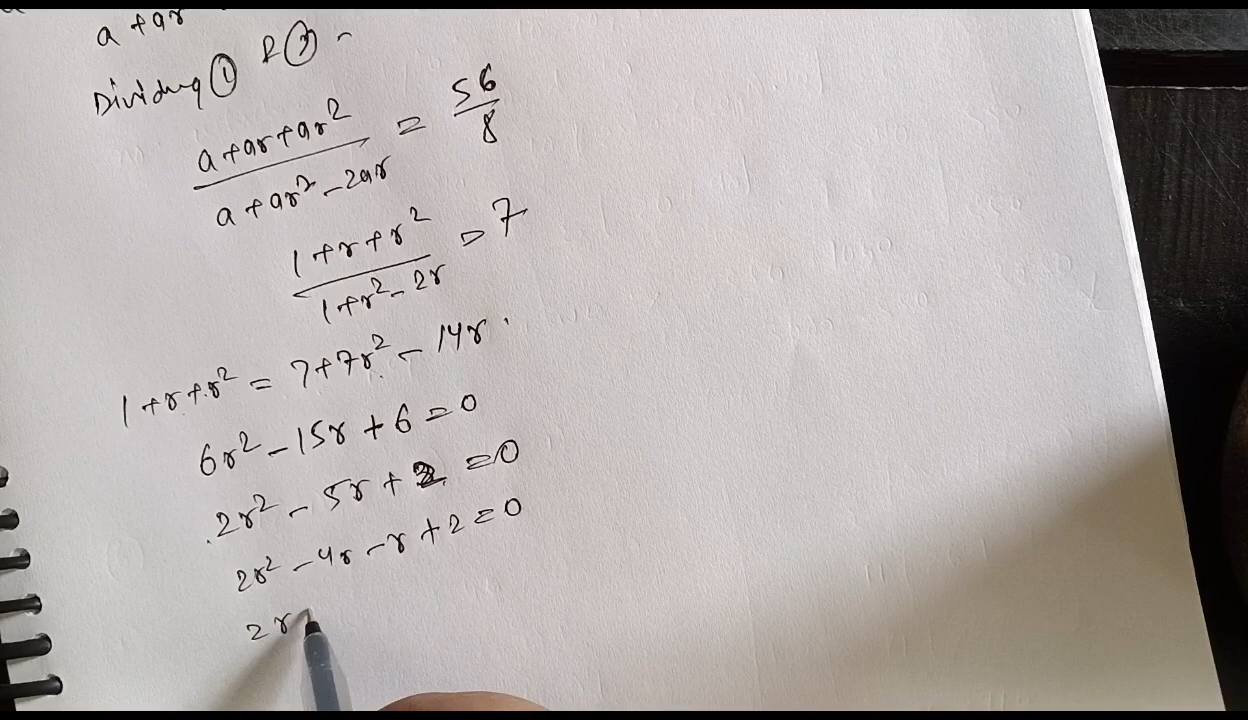 a + ar
Dividing ① & ②
a + ar + ar² / a + ar² - 2ar = 56/8
1 + r + r² / 1 + r² - 2r = 7
1 + r + r² = 7 + 7r² - 14r
6r² - 15r + 6 = 0
2r² - 5r + 2 = 0
2r² - 4r - r + 2 = 0
2r